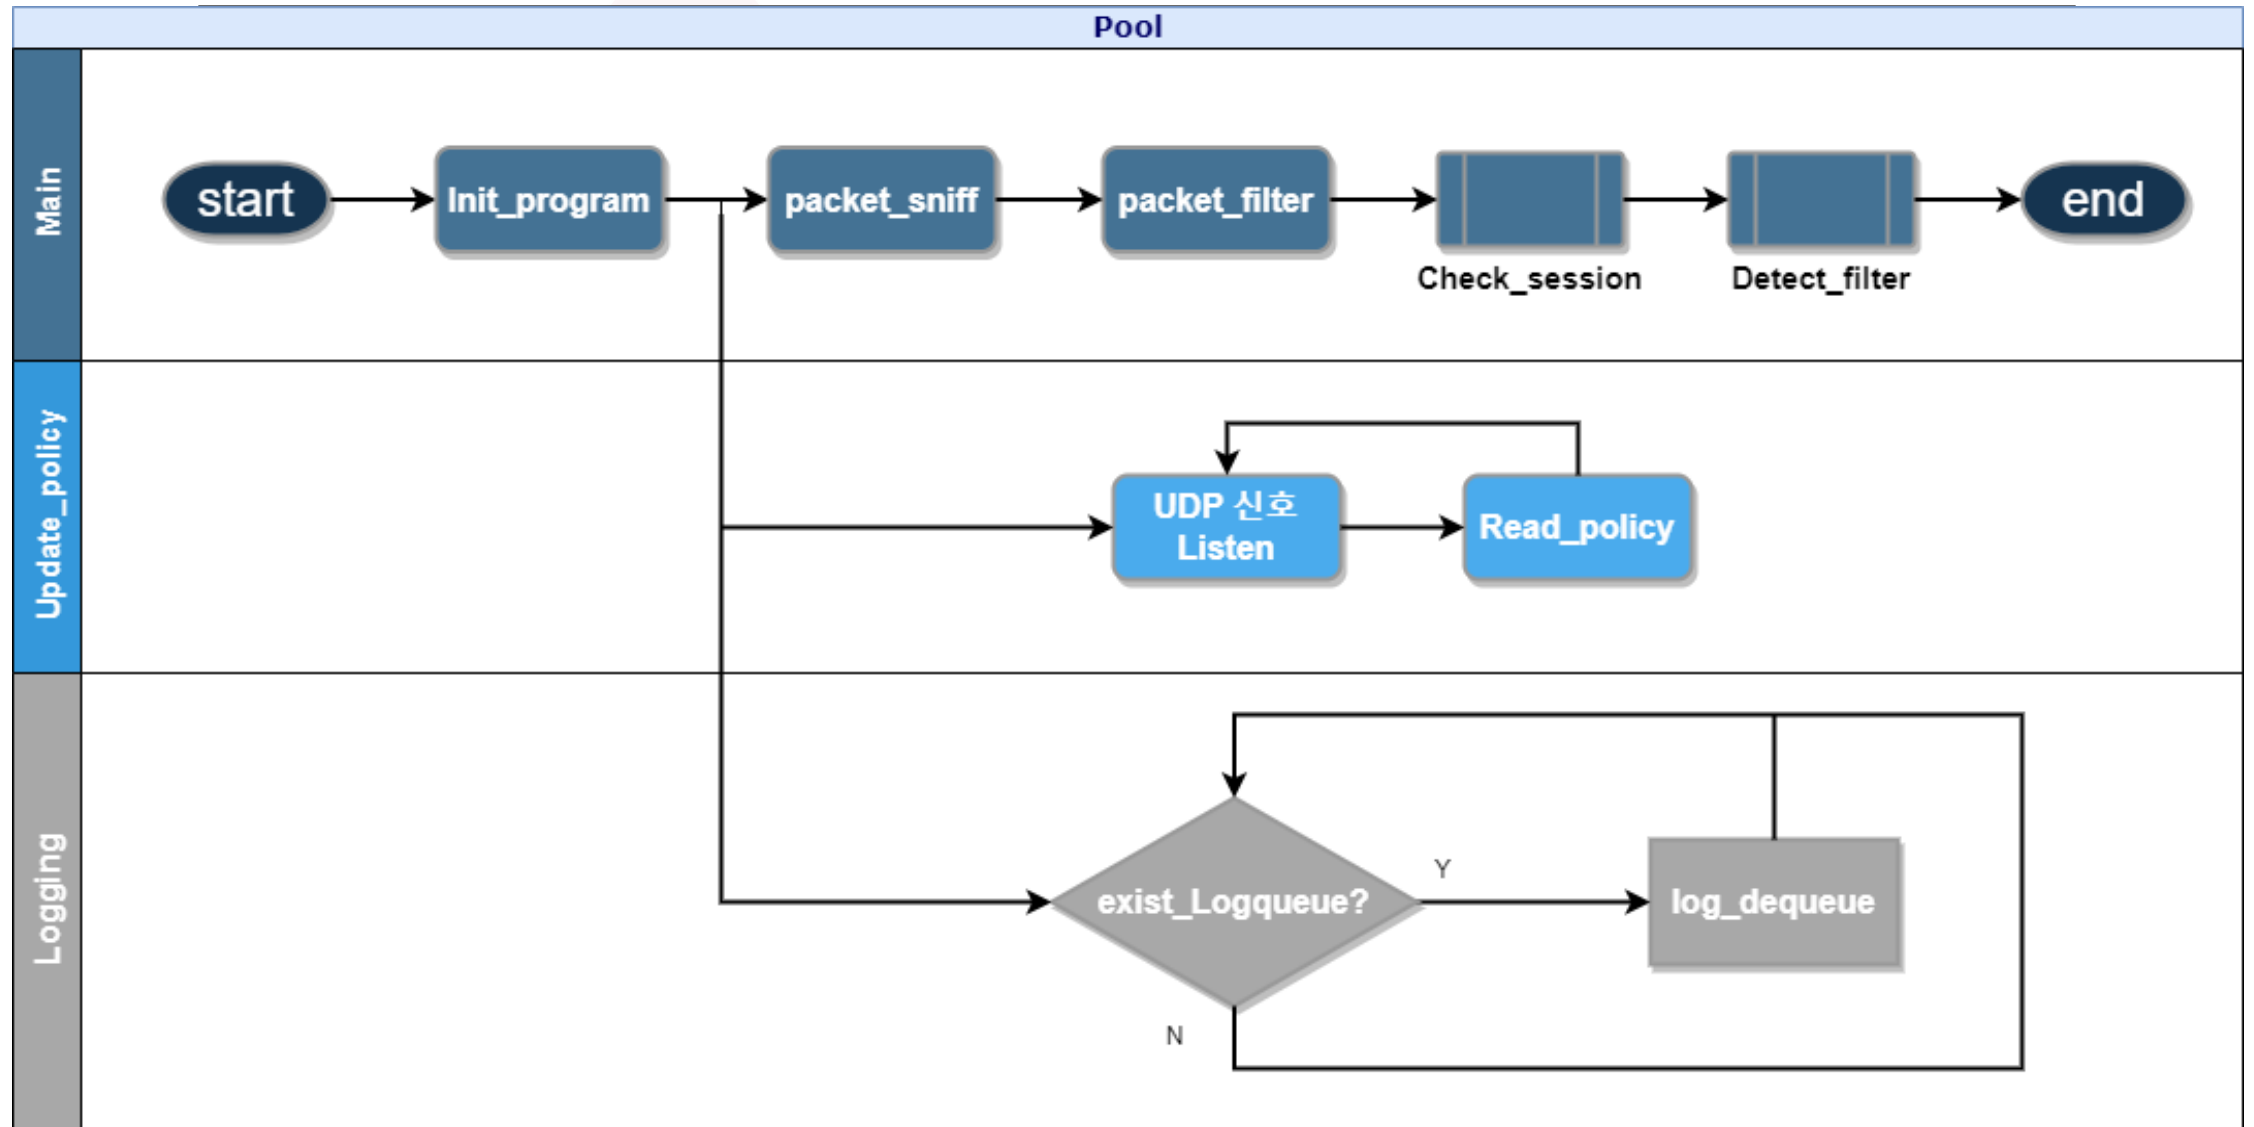 Pool
Main
start
Init_program
packet_sniff
packet_filter
Check_session
Detect_filter
end
Update_policy
UDP 신호
Listen
Read_policy
Logging
exist_Logqueue?
Y
log_dequeue
N